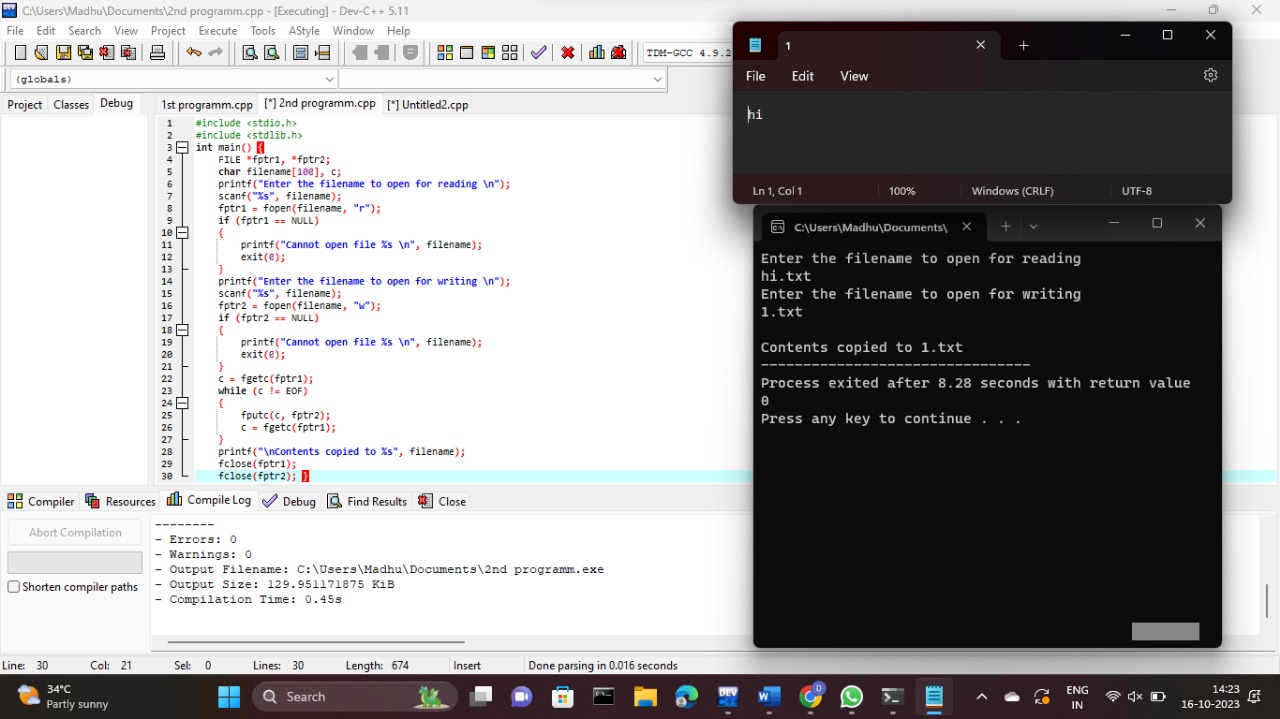 C:\Users\Madhu\Documents\2nd programm.cpp - [Executing] - Dev-C++ 5.11
File Edit Search View Project Execute Tools AStyle Window Help
TDM-GCC 4.9.2
(globals)
Project Classes Debug
1st programm.cpp [*] 2nd programm.cpp [*] Untitled2.cpp
1 #include <stdio.h>
2 #include <stdlib.h>
3 int main() {
4 FILE *fptr1, *fptr2;
5 char filename[100], c;
6 printf("Enter the filename to open for reading \n");
7 scanf("%s", filename);
8 fptr1 = fopen(filename, "r");
9 if (fptr1 == NULL)
10 {
11 printf("Cannot open file %s \n", filename);
12 exit(0);
13 }
14 printf("Enter the filename to open for writing \n");
15 scanf("%s", filename);
16 fptr2 = fopen(filename, "w");
17 if (fptr2 == NULL)
18 {
19 printf("Cannot open file %s \n", filename);
20 exit(0);
21 }
22 c = fgetc(fptr1);
23 while (c != EOF)
24 {
25 fputc(c, fptr2);
26 c = fgetc(fptr1);
27 }
28 printf("\nContents copied to %s", filename);
29 fclose(fptr1);
30 fclose(fptr2); }
1
File Edit View
hi
Ln 1, Col 1 100% Windows (CRLF) UTF-8
C:\Users\Madhu\Documents\
Enter the filename to open for reading
hi.txt
Enter the filename to open for writing
1.txt
Contents copied to 1.txt
--------------------------------
Process exited after 8.28 seconds with return value
0
Press any key to continue . . .
Compiler Resources Compile Log Debug Find Results Close
Abort Compilation
Shorten compiler paths
--------
- Errors: 0
- Warnings: 0
- Output Filename: C:\Users\Madhu\Documents\2nd programm.exe
- Output Size: 129.951171875 KiB
- Compilation Time: 0.45s
Line: 30 Col: 21 Sel: 0 Lines: 30 Length: 674 Insert Done parsing in 0.016 seconds
34°C
Partly sunny
Search
DEV
W
D
ENG
IN
14:23
16-10-2023